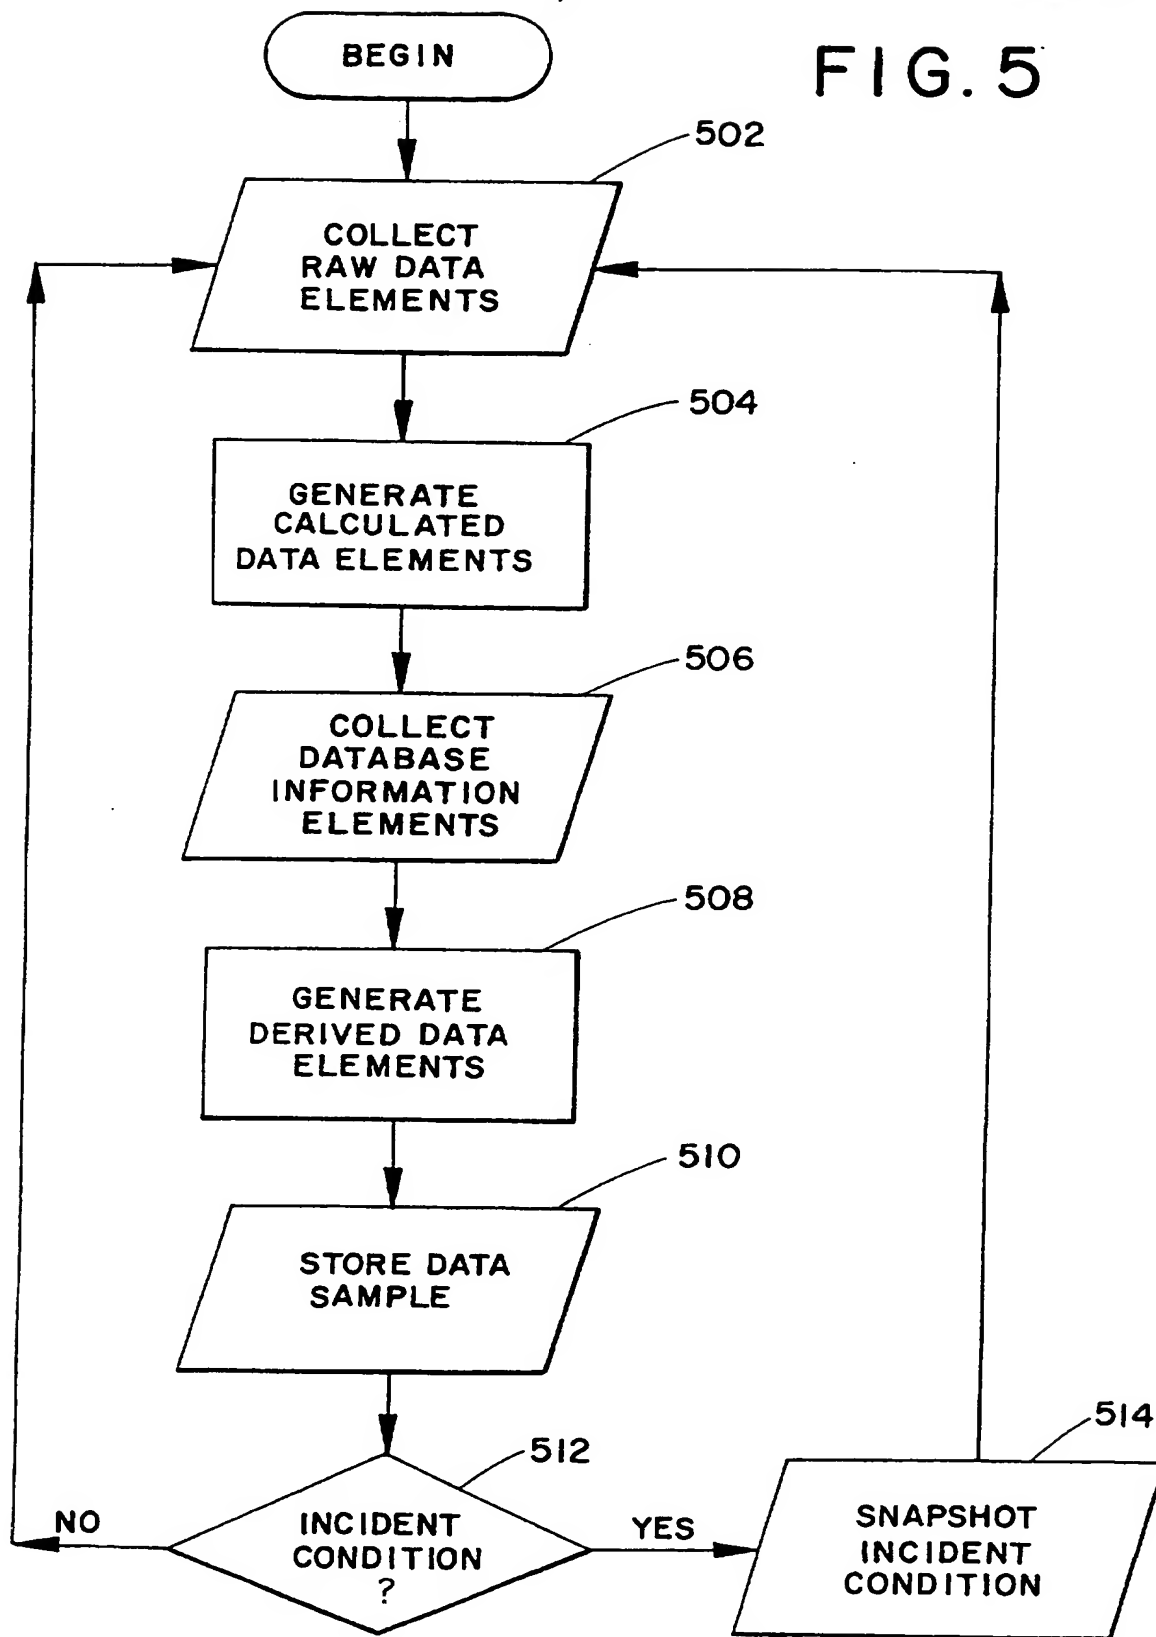 BEGIN
FIG. 5
502
COLLECT
RAW DATA
ELEMENTS
504
GENERATE
CALCULATED
DATA ELEMENTS
506
COLLECT
DATABASE
INFORMATION
ELEMENTS
508
GENERATE
DERIVED DATA
ELEMENTS
510
STORE DATA
SAMPLE
512
INCIDENT
CONDITION
?
NO
YES
514
SNAPSHOT
INCIDENT
CONDITION